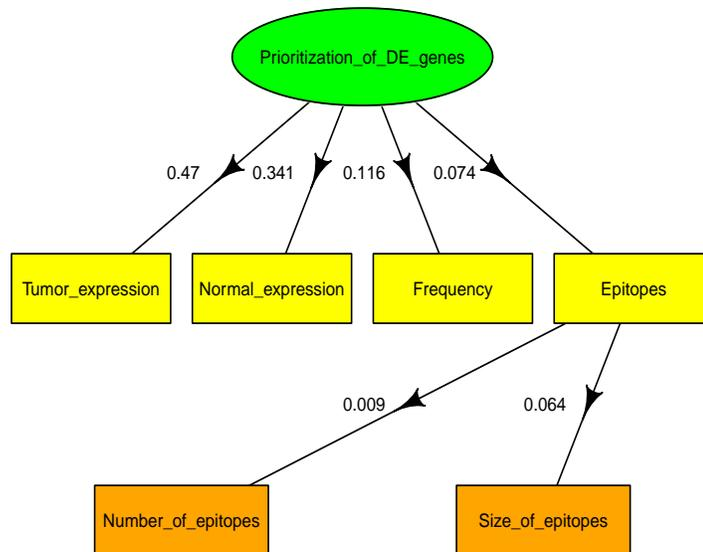 Prioritization_of_DE_genes
0.47
0.341
0.116
0.074
Tumor_expression
Normal_expression
Frequency
Epitopes
0.009
0.064
Number_of_epitopes
Size_of_epitopes